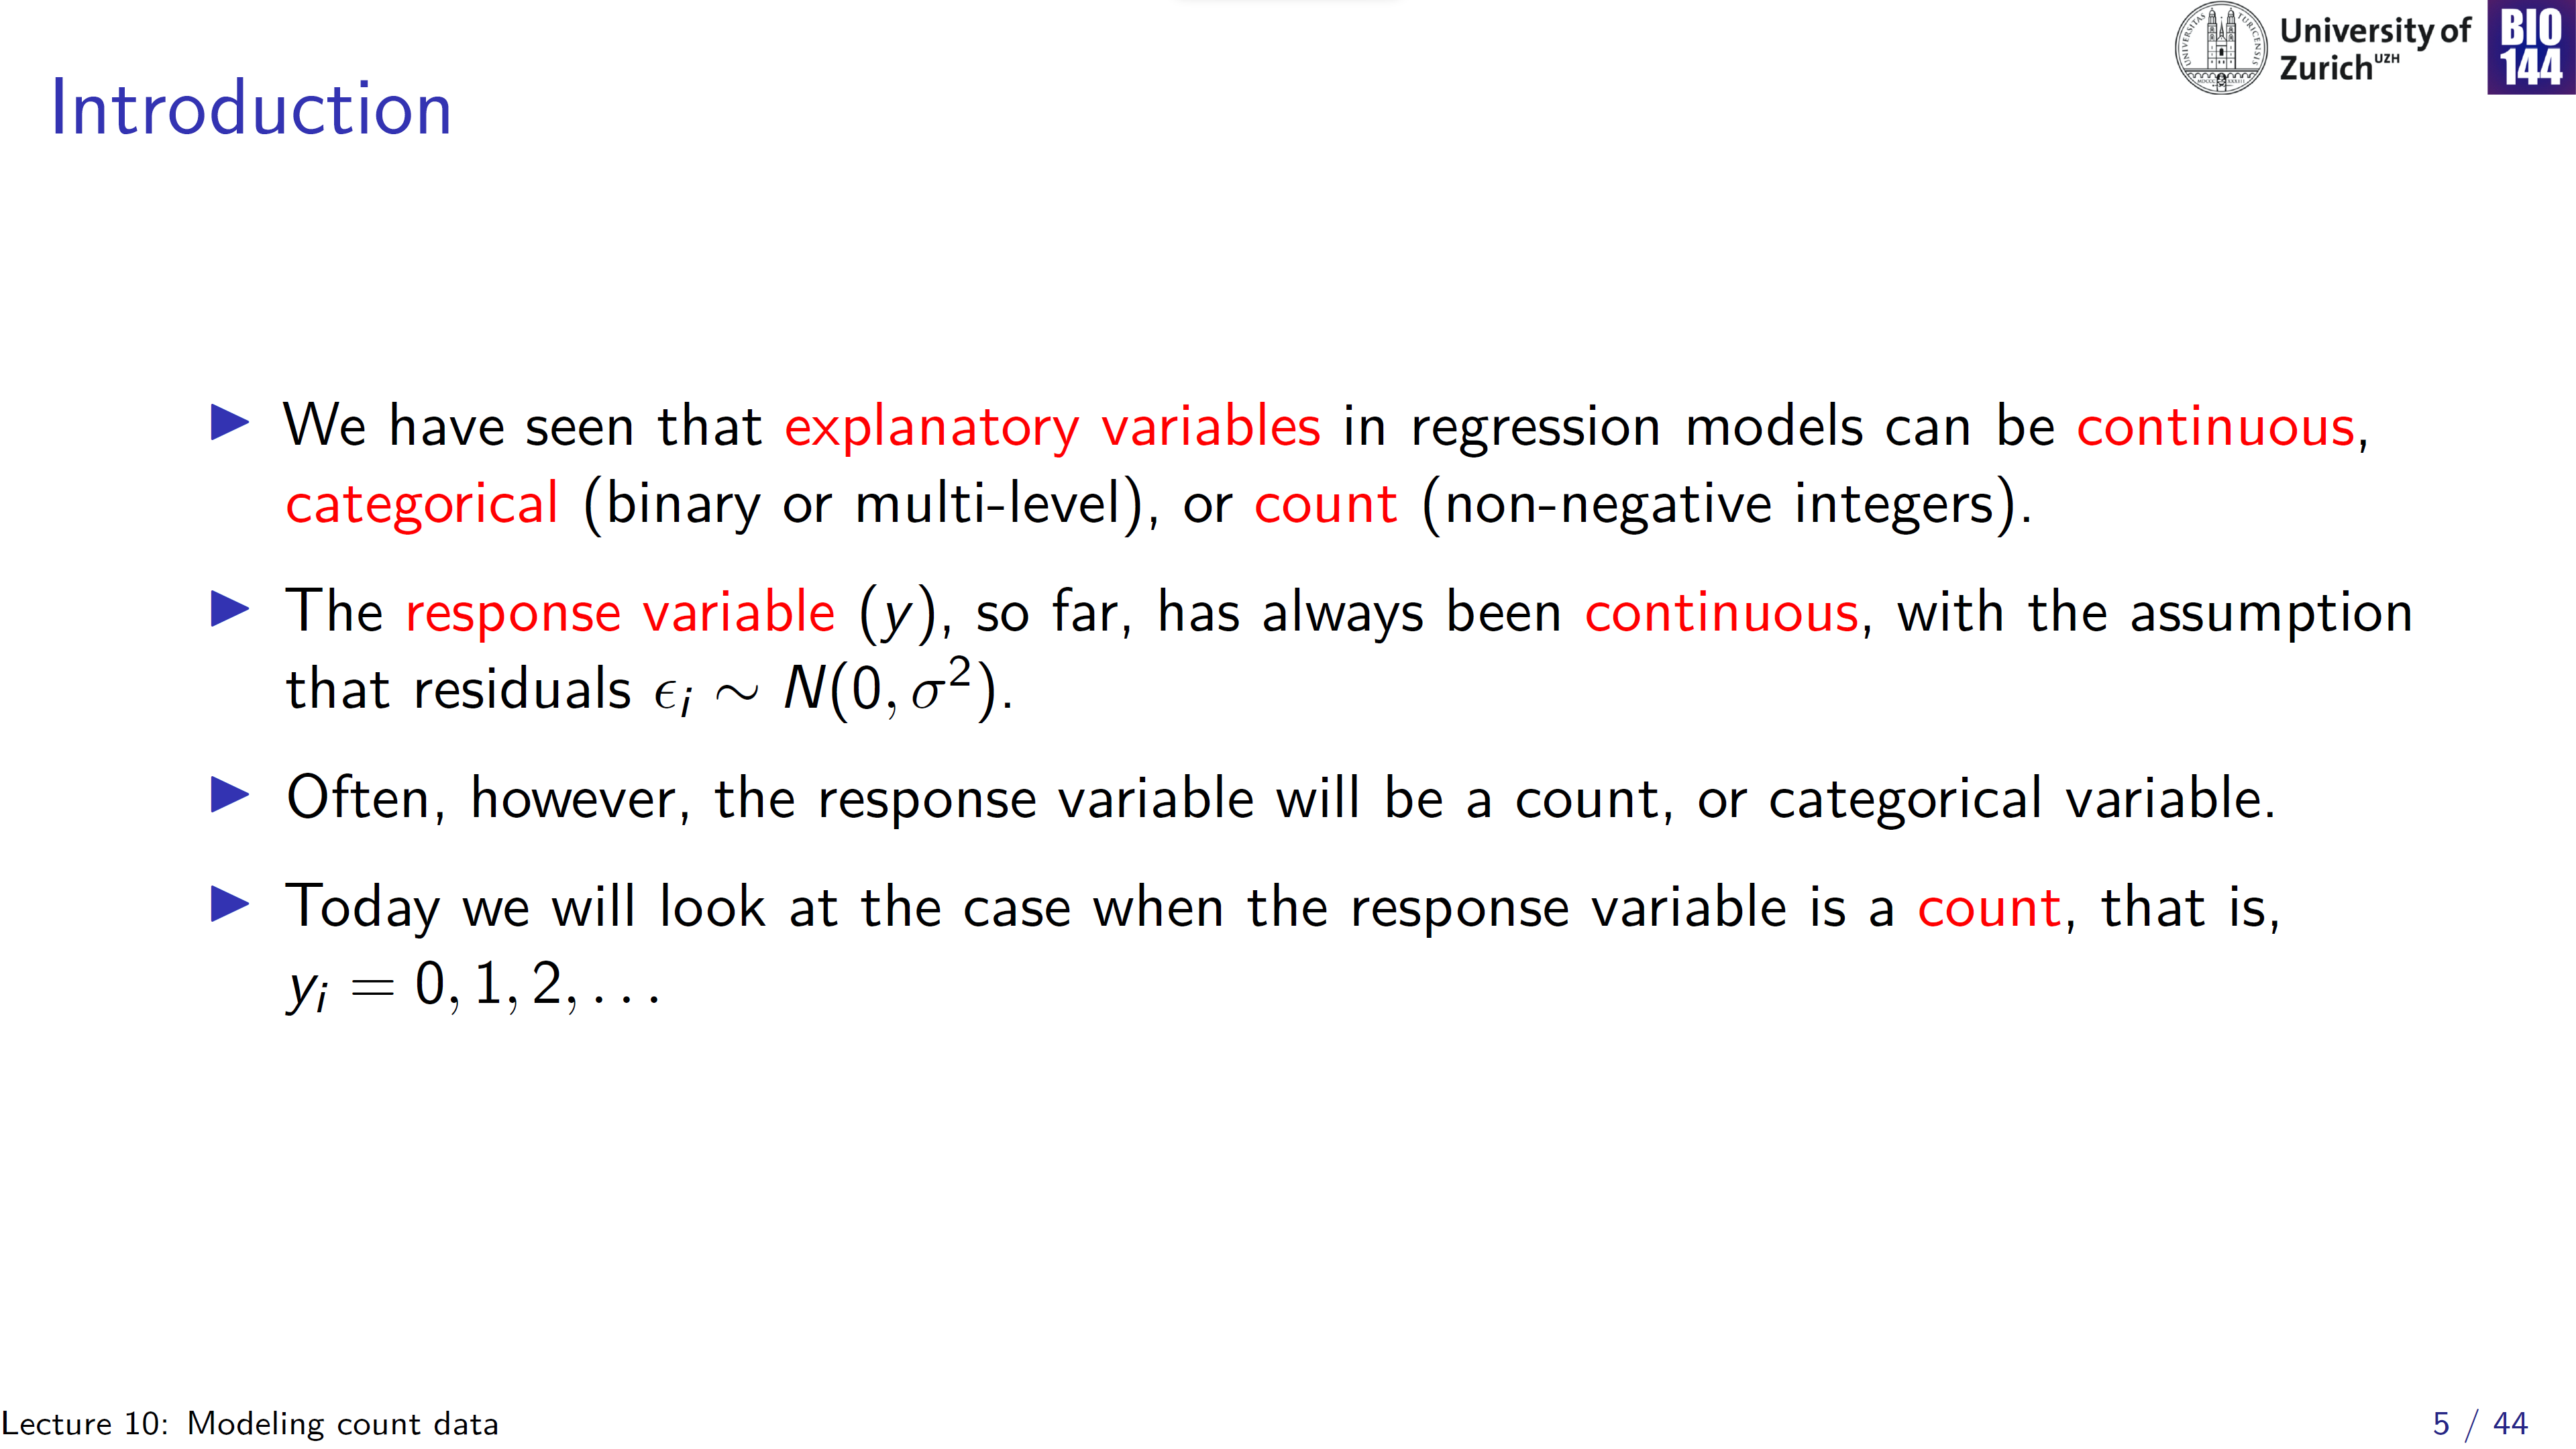 University of
Zurich UZH
BIO
144
Introduction
▶ We have seen that explanatory variables in regression models can be continuous,
categorical (binary or multi-level), or count (non-negative integers).
▶ The response variable (y), so far, has always been continuous, with the assumption
that residuals ϵᵢ ∼ N(0, σ²).
▶ Often, however, the response variable will be a count, or categorical variable.
▶ Today we will look at the case when the response variable is a count, that is,
yᵢ = 0, 1, 2, . . .
Lecture 10: Modeling count data
5 / 44